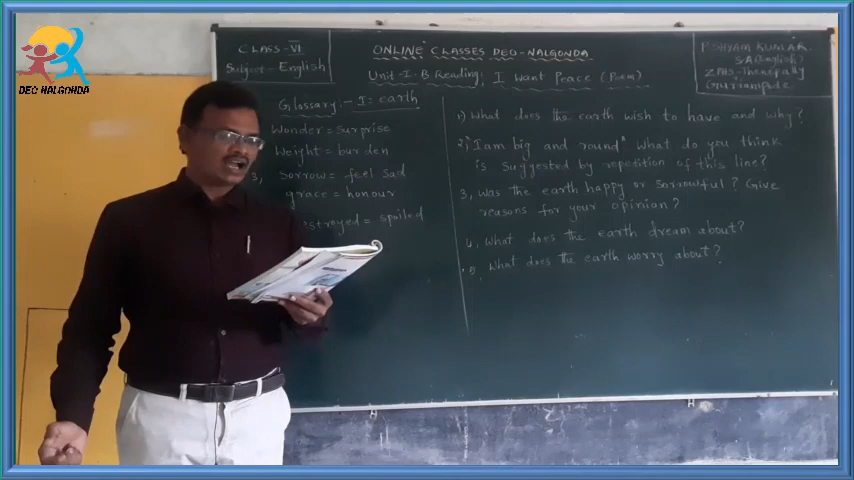 DEO NALGONDA
CLASS-VI
Subject- English
ONLINE CLASSES DEO-NALGONDA
Unit-I-B Reading; I Want Peace (Poem)
P. SHYAM KUMAR
SA (English)
ZPHS-
Glossary:- I= earth
Wonder= surprise
Weight= burden
3, Sorrow= feel sad
grace = honour
estroyed= spoiled
1) What does the earth wish to have and why?
2) "I am big and round" What do you think
is suggested by repetition of this line?
3, Was the earth happy or sorrowful? Give
reasons for your opinion?
4, What does the earth dream about?
5, What does the earth worry about?